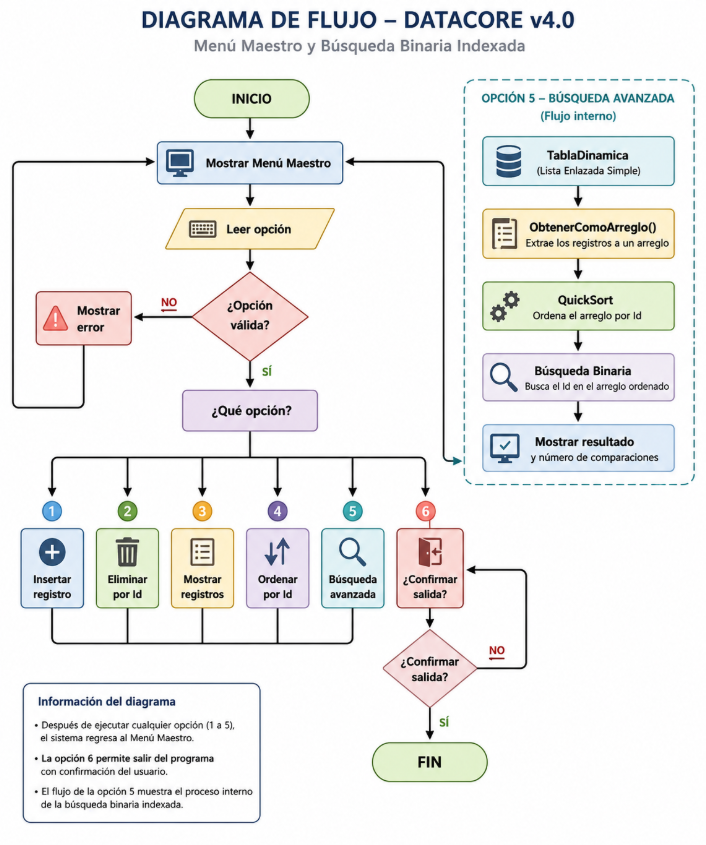 DIAGRAMA DE FLUJO – DATACORE v4.0
Menú Maestro y Búsqueda Binaria Indexada
INICIO
Mostrar Menú Maestro
Leer opción
¿Opción
válida?
NO
Mostrar
error
SÍ
¿Qué opción?
1
2
3
4
5
6
Insertar
registro
Eliminar
por Id
Mostrar
registros
Ordenar
por Id
Búsqueda
avanzada
¿Confirmar
salida?
¿Confirmar
salida?
NO
SÍ
FIN
OPCIÓN 5 – BÚSQUEDA AVANZADA
(Flujo interno)
TablaDinamica
(Lista Enlazada Simple)
ObtenerComoArreglo()
Extrae los registros a un arreglo
QuickSort
Ordena el arreglo por Id
Búsqueda Binaria
Busca el Id en el arreglo ordenado
Mostrar resultado
y número de comparaciones
Información del diagrama
• Después de ejecutar cualquier opción (1 a 5),
el sistema regresa al Menú Maestro.
• La opción 6 permite salir del programa
con confirmación del usuario.
• El flujo de la opción 5 muestra el proceso interno
de la búsqueda binaria indexada.